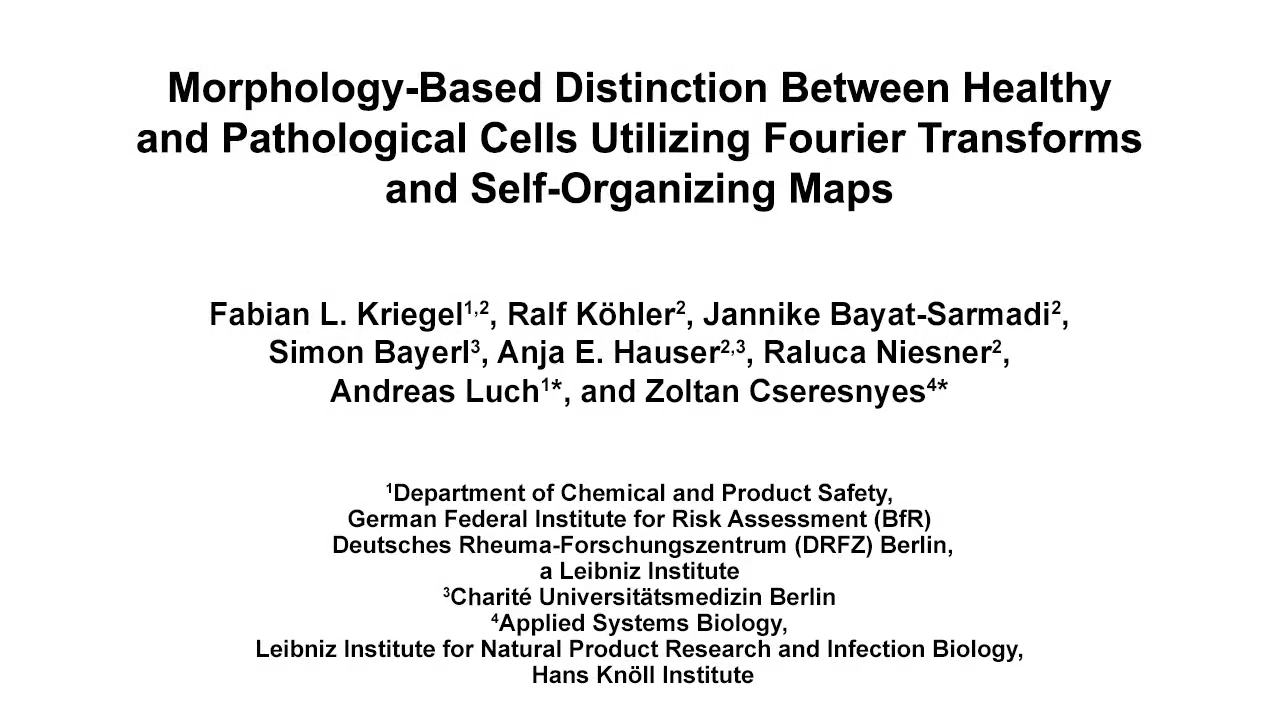 Morphology-Based Distinction Between Healthy
and Pathological Cells Utilizing Fourier Transforms
and Self-Organizing Maps
Fabian L. Kriegel¹,², Ralf Köhler², Jannike Bayat-Sarmadi²,
Simon Bayerl³, Anja E. Hauser²,³, Raluca Niesner²,
Andreas Luch¹*, and Zoltan Cseresnyes⁴*
¹Department of Chemical and Product Safety,
German Federal Institute for Risk Assessment (BfR)
Deutsches Rheuma-Forschungszentrum (DRFZ) Berlin,
a Leibniz Institute
³Charité Universitätsmedizin Berlin
⁴Applied Systems Biology,
Leibniz Institute for Natural Product Research and Infection Biology,
Hans Knöll Institute